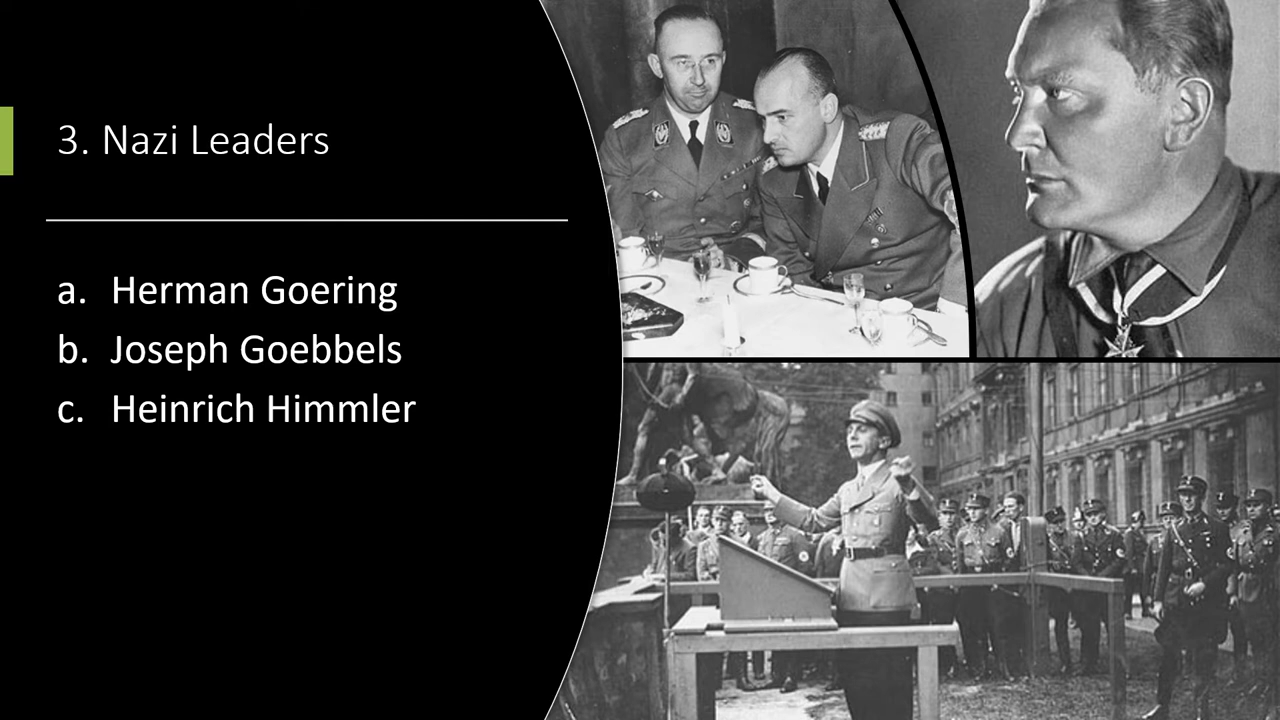 3. Nazi Leaders
a. Herman Goering
b. Joseph Goebbels
c. Heinrich Himmler